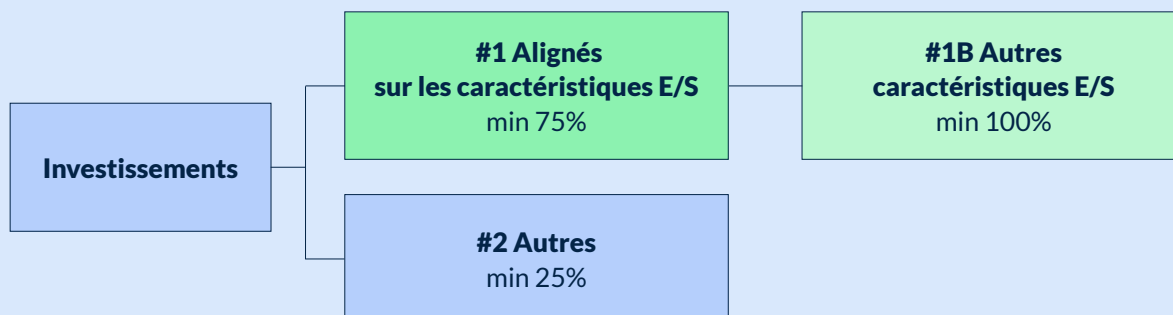 #1 Alignés
sur les caractéristiques E/S
min 75%
#1B Autres
caractéristiques E/S
min 100%
Investissements
#2 Autres
min 25%